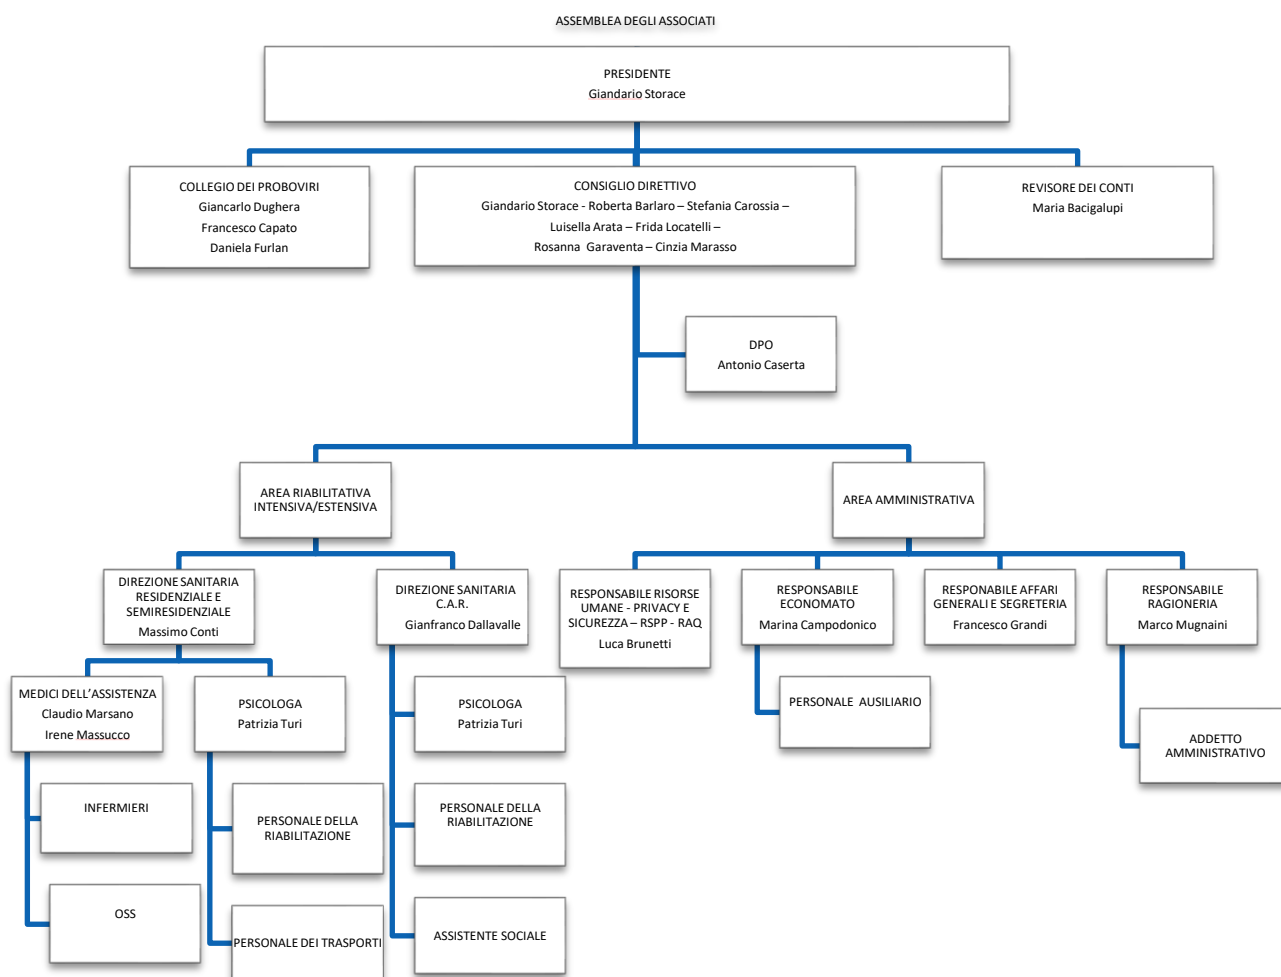 ASSEMBLEA DEGLI ASSOCIATI
PRESIDENTE
Giandario Storace
COLLEGIO DEI PROBOVIRI
Giancarlo Dughera
Francesco Capato
Daniela Furlan
CONSIGLIO DIRETTIVO
Giandario Storace - Roberta Barlaro – Stefania Carossia –
Luisella Arata – Frida Locatelli –
Rosanna Garaventa – Cinzia Marasso
REVISORE DEI CONTI
Maria Bacigalupi
DPO
Antonio Caserta
AREA RIABILITATIVA
INTENSIVA/ESTENSIVA
AREA AMMINISTRATIVA
DIREZIONE SANITARIA
RESIDENZIALE E
SEMIRESIDENZIALE
Massimo Conti
DIREZIONE SANITARIA
C.A.R.
Gianfranco Dallavalle
RESPONSABILE RISORSE
UMANE - PRIVACY E
SICUREZZA – RSPP - RAQ
Luca Brunetti
RESPONSABILE
ECONOMATO
Marina Campodonico
RESPONABILE AFFARI
GENERALI E SEGRETERIA
Francesco Grandi
RESPONSABILE
RAGIONERIA
Marco Mugnaini
MEDICI DELL’ASSISTENZA
Claudio Marsano
Irene Massucco
PSICOLOGA
Patrizia Turi
PSICOLOGA
Patrizia Turi
PERSONALE AUSILIARIO
ADDETTO
AMMINISTRATIVO
INFERMIERI
PERSONALE DELLA
RIABILITAZIONE
PERSONALE DELLA
RIABILITAZIONE
OSS
PERSONALE DEI TRASPORTI
ASSISTENTE SOCIALE